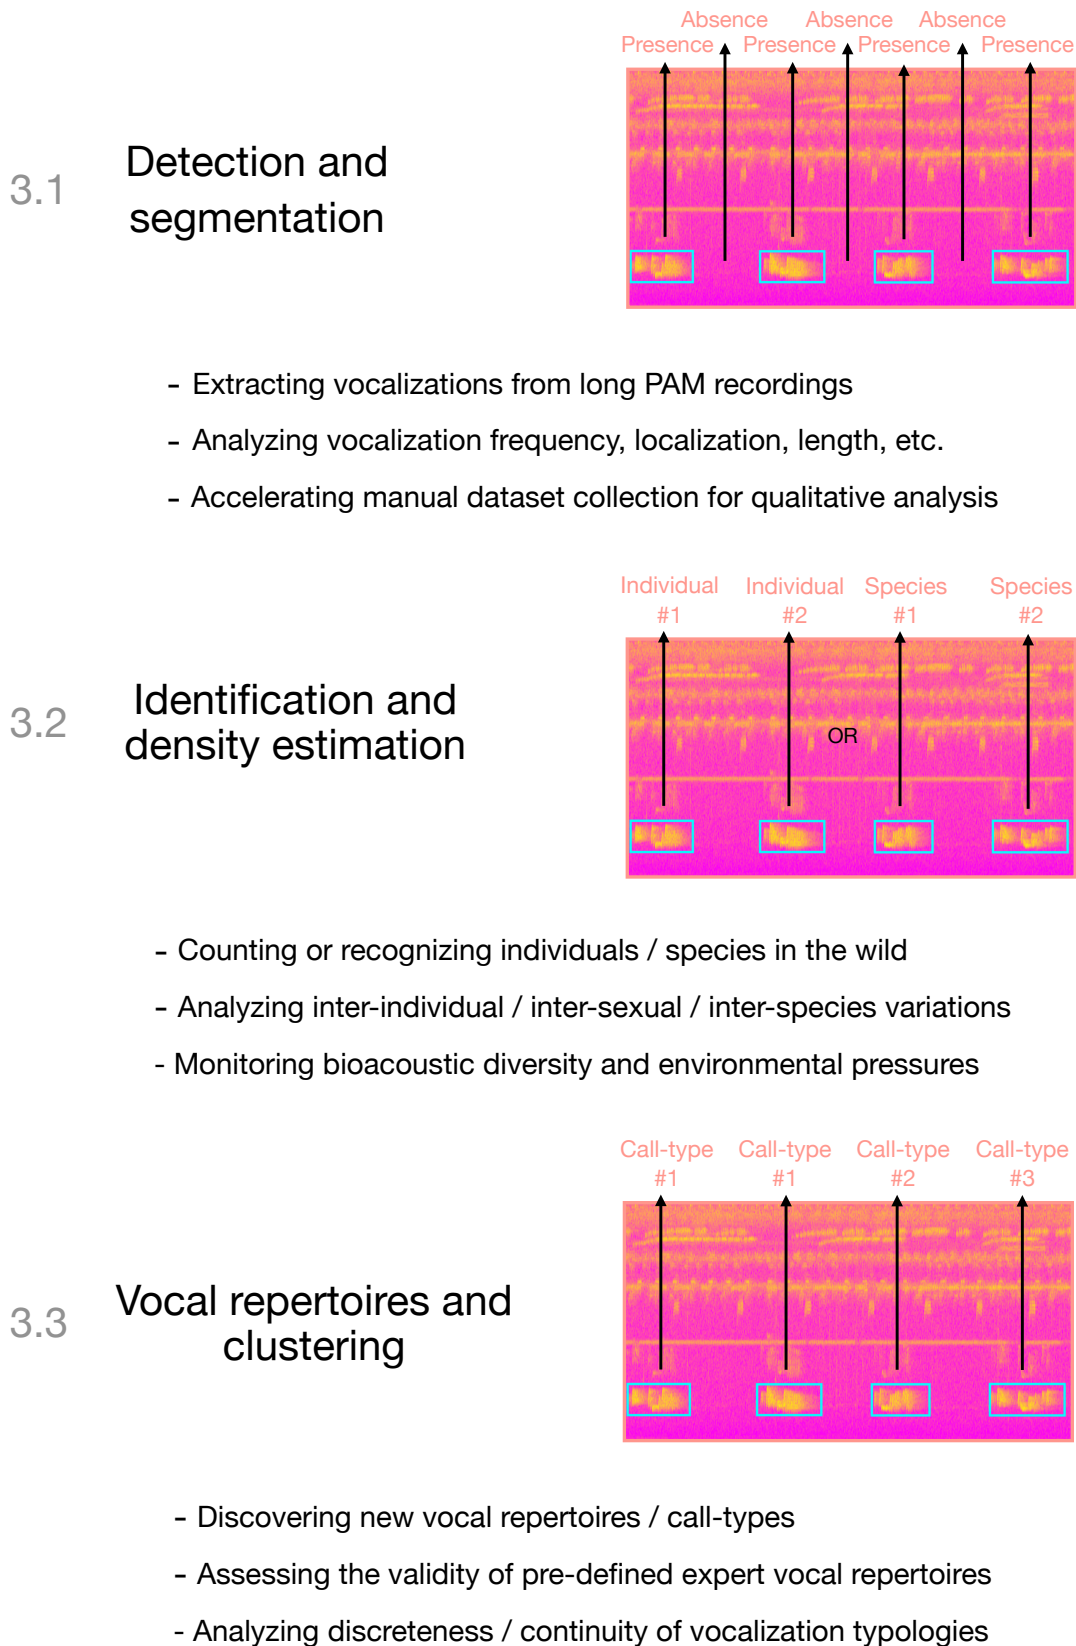 Absence Absence Absence
Presence Presence Presence Presence
3.1
Detection and
segmentation
- Extracting vocalizations from long PAM recordings
- Analyzing vocalization frequency, localization, length, etc.
- Accelerating manual dataset collection for qualitative analysis
Individual Individual Species Species
#1 #2 #1 #2
3.2
Identification and
density estimation
OR
- Counting or recognizing individuals / species in the wild
- Analyzing inter-individual / inter-sexual / inter-species variations
- Monitoring bioacoustic diversity and environmental pressures
Call-type Call-type Call-type Call-type
#1 #1 #2 #3
3.3
Vocal repertoires and
clustering
- Discovering new vocal repertoires / call-types
- Assessing the validity of pre-defined expert vocal repertoires
- Analyzing discreteness / continuity of vocalization typologies